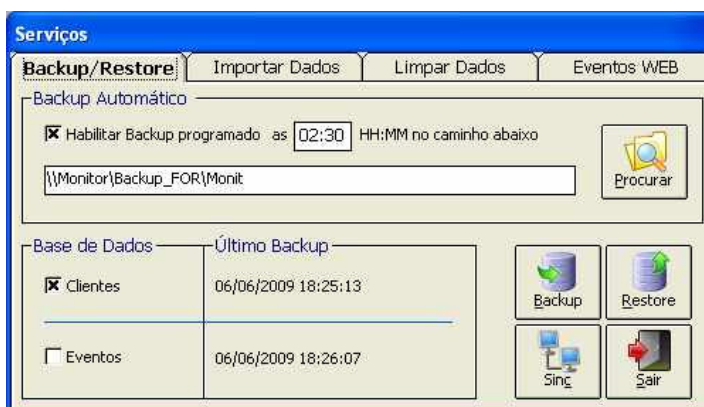 Serviços
Backup/Restore Importar Dados Limpar Dados Eventos WEB
Backup Automático
Habilitar Backup programado as 02:30 HH:MM no caminho abaixo
\\Monitor\Backup_FOR\Monit
Procurar
Base de Dados Último Backup
Clientes 06/06/2009 18:25:13
Eventos 06/06/2009 18:26:07
Backup Restore
Sinc Sair